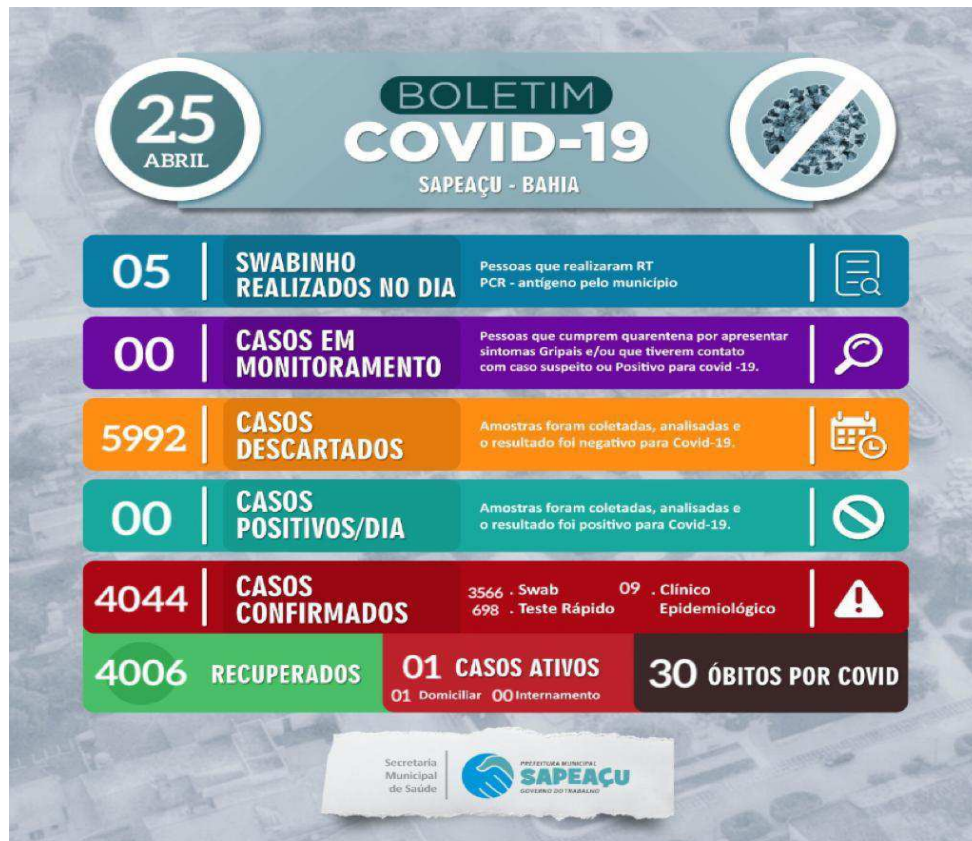 25
ABRIL
BOLETIM
COVID-19
SAPEAÇU - BAHIA
05
SWABINHO
REALIZADOS NO DIA
Pessoas que realizaram RT
PCR - antígeno pelo município
00
CASOS EM
MONITORAMENTO
Pessoas que cumprem quarentena por apresentar
sintomas Gripais e/ou que tiverem contato
com caso suspeito ou Positivo para covid -19.
5992
CASOS
DESCARTADOS
Amostras foram coletadas, analisadas e
o resultado foi negativo para Covid-19.
00
CASOS
POSITIVOS/DIA
Amostras foram coletadas, analisadas e
o resultado foi positivo para Covid-19.
4044
CASOS
CONFIRMADOS
3566 . Swab
698 . Teste Rápido
09 . Clínico
Epidemiológico
4006 RECUPERADOS
01 CASOS ATIVOS
01 Domiciliar 00 Internamento
30 ÓBITOS POR COVID
Secretaria
Municipal
de Saúde
PREFEITURA MUNICIPAL
SAPEAÇU
GOVERNO DO TRABALHO